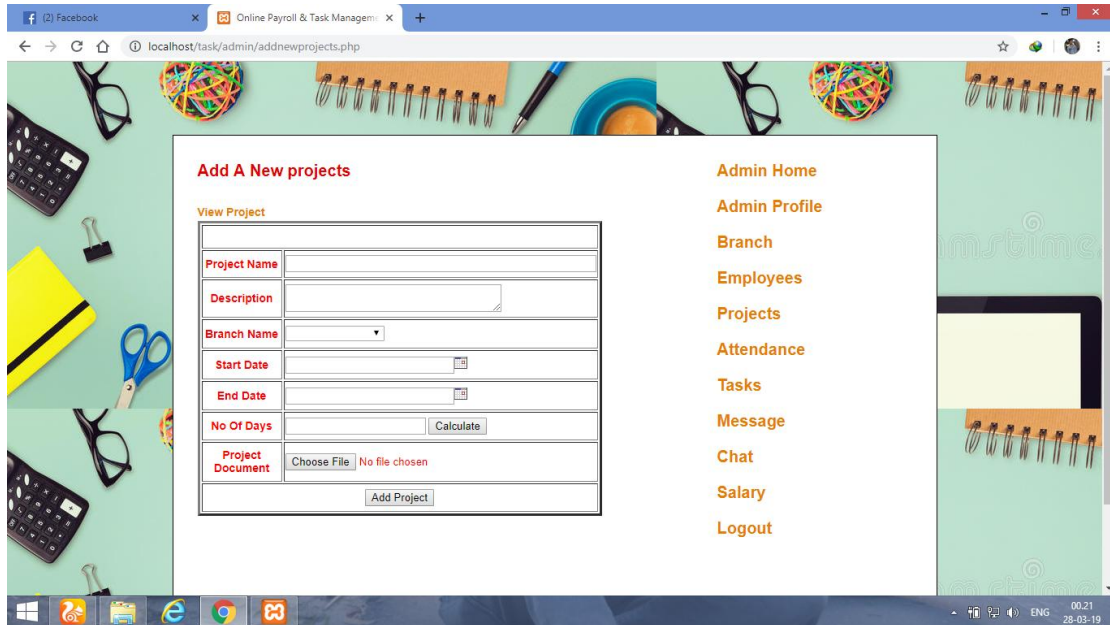 (2) Facebook
Online Payroll & Task Managem
localhost/task/admin/addnewprojects.php
Add A New projects
View Project
Project Name
Description
Branch Name
Start Date
End Date
No Of Days
Calculate
Project
Document
Choose File No file chosen
Add Project
Admin Home
Admin Profile
Branch
Employees
Projects
Attendance
Tasks
Message
Chat
Salary
Logout
ENG
00.21
28-03-19